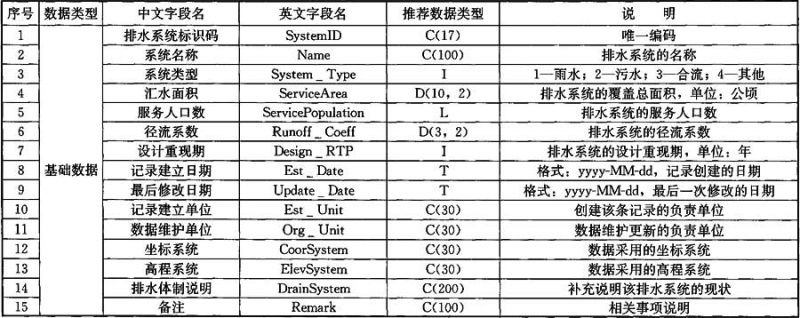 序号 数据类型 中文字段名 英文字段名 推荐数据类型 说 明
1 排水系统标识码 SystemID C(17) 唯一编码
2 系统名称 Name C(100) 排水系统的名称
3 系统类型 System _ Type I 1—雨水；2—污水；3—合流；4—其他
4 汇水面积 ServiceArea D(10，2) 排水系统的覆盖总面积，单位：公顷
5 服务人口数 ServicePopulation L 排水系统的服务人口数
6 径流系数 Runoff _ Coeff D(3，2) 排水系统的径流系数
7 设计重现期 Design _ RTP I 排水系统的设计重现期，单位：年
8 基础数据 记录建立日期 Est _ Date T 格式：yyyy-MM-dd，记录创建的日期
9 最后修改日期 Update _ Date T 格式：yyyy-MM-dd，最后一次修改的日期
10 记录建立单位 Est _ Unit C(30) 创建该条记录的负责单位
11 数据维护单位 Org _ Unit C(30) 数据维护更新的负责单位
12 坐标系统 CoorSystem C(30) 数据采用的坐标系统
13 高程系统 ElevSystem C(30) 数据采用的高程系统
14 排水体制说明 DrainSystem C(200) 补充说明该排水系统的现状
15 备注 Remark C(100) 相关事项说明